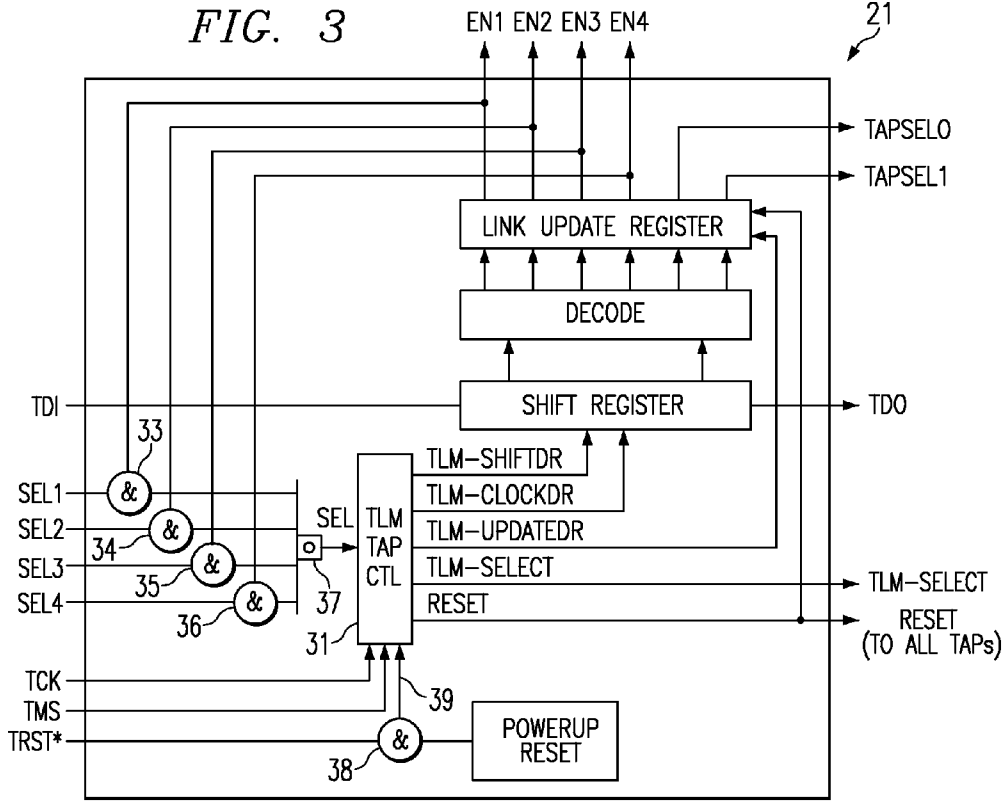 FIG. 3
EN1 EN2 EN3 EN4
21
TAPSEL0
TAPSEL1
LINK UPDATE REGISTER
DECODE
TDI
SHIFT REGISTER
TDO
33
SEL1
&
SEL2
&
34
SEL3
&
35
SEL4
&
36
O
37
SEL
TLM
TAP
CTL
31
TLM-SHIFTDR
TLM-CLOCKDR
TLM-UPDATEDR
TLM-SELECT
RESET
TLM-SELECT
RESET
(TO ALL TAPs)
TCK
TMS
TRST*
39
&
38
POWERUP
RESET